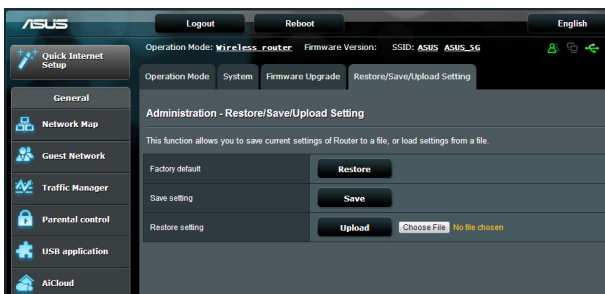 ASUS
Logout
Reboot
English
Quick Internet
Setup
Operation Mode: Wireless router Firmware Version: SSID: ASUS ASUS_5G
Operation Mode
System
Firmware Upgrade
Restore/Save/Upload Setting
General
Network Map
Guest Network
Traffic Manager
Parental control
USB application
AiCloud
Administration - Restore/Save/Upload Setting
This function allows you to save current settings of Router to a file, or load settings from a file.
Factory default
Restore
Save setting
Save
Restore setting
Upload
Choose File No file chosen